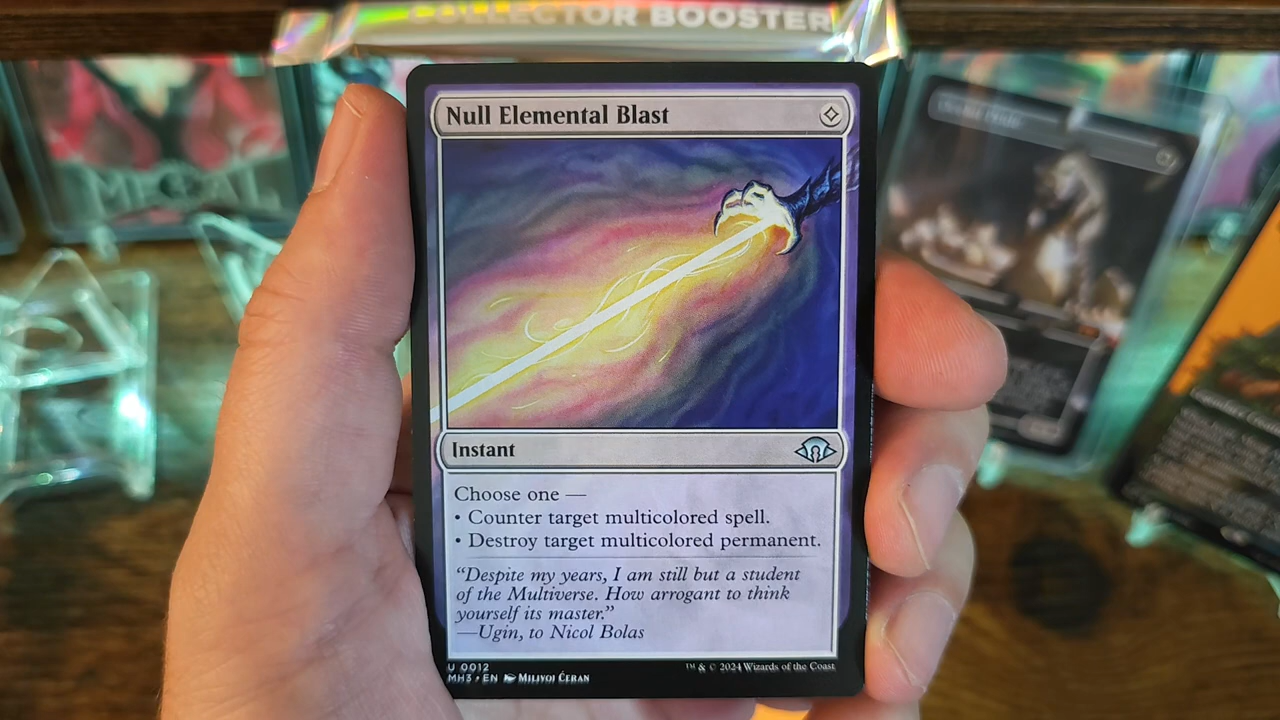 COLLECTOR BOOSTER
Null Elemental Blast
Instant
Choose one —
• Counter target multicolored spell.
• Destroy target multicolored permanent.
“Despite my years, I am still but a student
of the Multiverse. How arrogant to think
yourself its master.”
—Ugin, to Nicol Bolas
U 0012
MH3 • EN Milivoj Ćeran
™ & © 2024 Wizards of the Coast